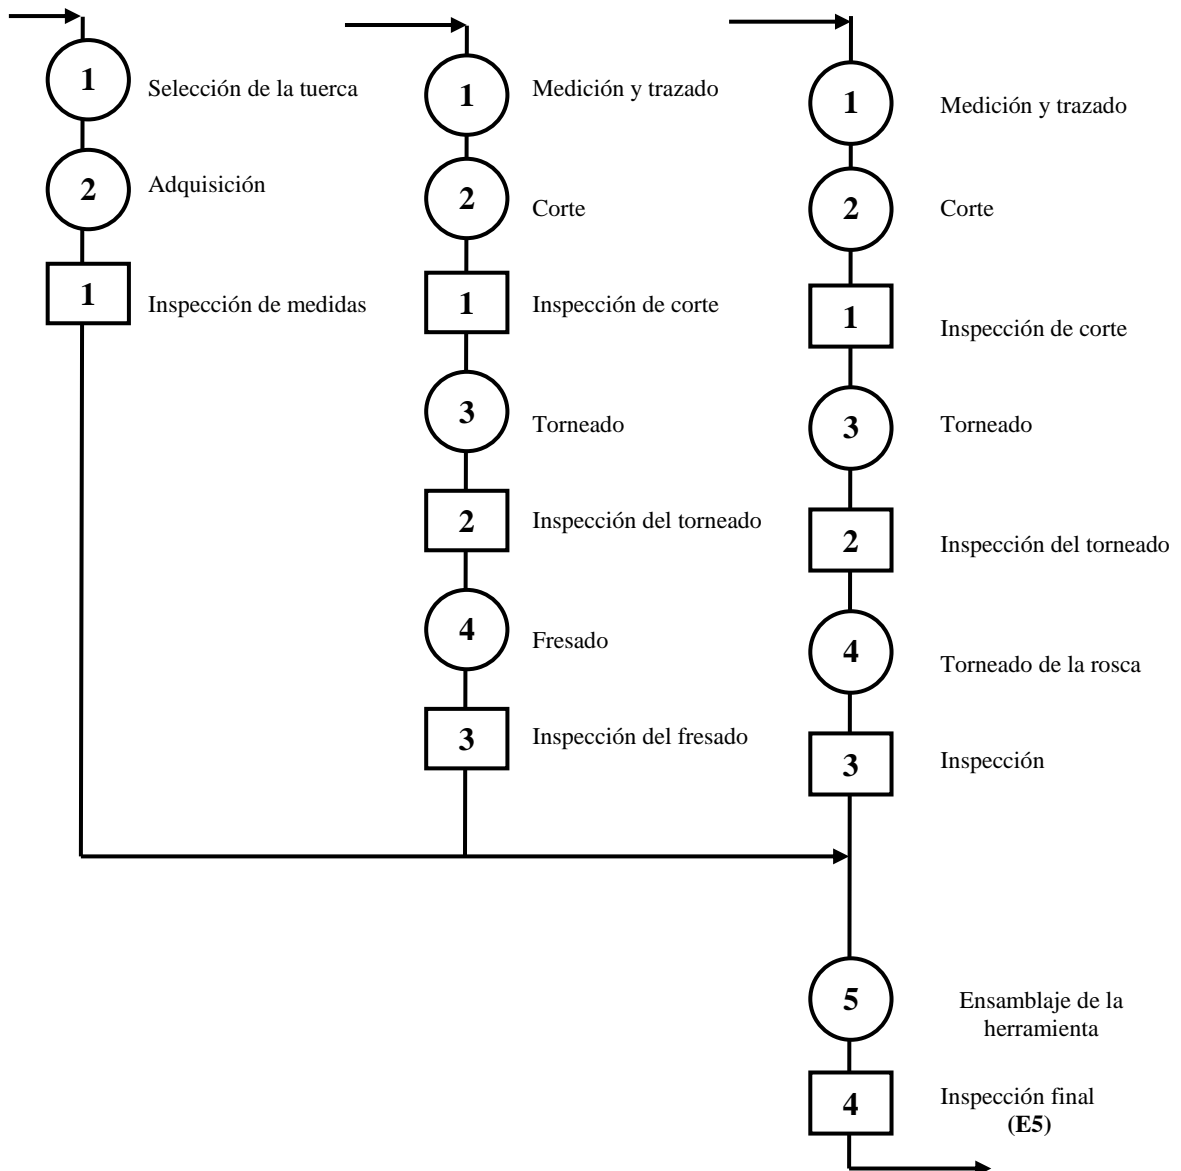 1
Selección de la tuerca
2
Adquisición
1
Inspección de medidas
1
Medición y trazado
2
Corte
1
Inspección de corte
3
Torneado
2
Inspección del torneado
4
Fresado
3
Inspección del fresado
1
Medición y trazado
2
Corte
1
Inspección de corte
3
Torneado
2
Inspección del torneado
4
Torneado de la rosca
3
Inspección
5
Ensamblaje de la
herramienta
4
Inspección final
(E5)